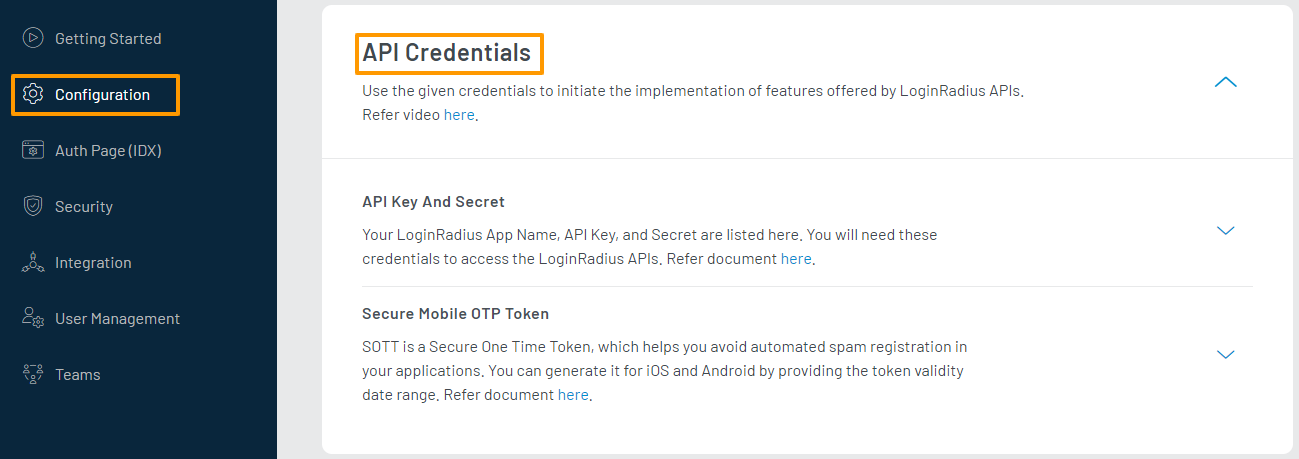 Getting Started
Configuration
Auth Page (IDX)
Security
Integration
User Management
Teams
API Credentials
Use the given credentials to initiate the implementation of features offered by LoginRadius APIs.
Refer video here.
API Key And Secret
Your LoginRadius App Name, API Key, and Secret are listed here. You will need these
credentials to access the LoginRadius APIs. Refer document here.
Secure Mobile OTP Token
SOTT is a Secure One Time Token, which helps you avoid automated spam registration in
your applications. You can generate it for iOS and Android by providing the token validity
date range. Refer document here.